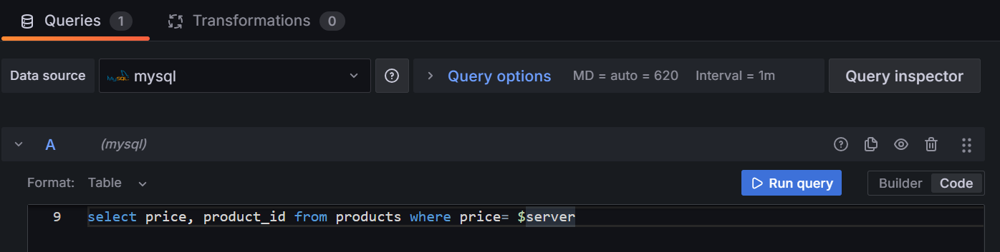 Queries 1 Transformations 0
Data source MySQL mysql Query options MD = auto = 620 Interval = 1m Query inspector
A (mysql)
Format: Table Run query Builder Code
9 select price, product_id from products where price= $server